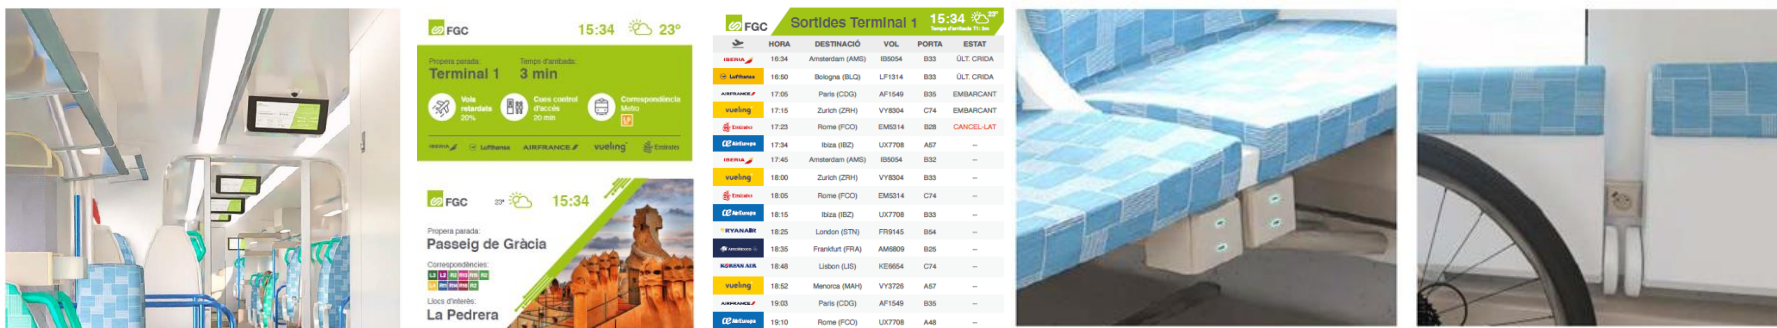 FGC 15:34 23°
Propera parada: Temps d'arribada:
Terminal 1 3 min
Vols retardats 20%
Cues control d'accés 20 min
Correspondència Metro
IBERIA Lufthansa AIRFRANCE vueling Emirates
FGC 23° 15:34
Propera parada:
Passeig de Gràcia
Correspondències:
Llocs d'interès:
La Pedrera
FGC Sortides Terminal 1 15:34 23°
HORA DESTINACIÓ VOL PORTA ESTAT
IBERIA 16:34 Amsterdam (AMS) IB5054 B33 ÚLT. CRIDA
Lufthansa 16:50 Bologna (BLQ) LF1314 B33 ÚLT. CRIDA
AIRFRANCE 17:05 Paris (CDG) AF1549 B35 EMBARCANT
vueling 17:15 Zurich (ZRH) VY8304 C74 EMBARCANT
Emirates 17:23 Rome (FCO) EM5314 B28 CANCEL·LAT
AirEuropa 17:34 Ibiza (IBZ) UX7708 A57 --
IBERIA 17:45 Amsterdam (AMS) IB5054 B32 --
vueling 18:00 Zurich (ZRH) VY8304 B33 --
Emirates 18:05 Rome (FCO) EM5314 C74 --
AirEuropa 18:15 Ibiza (IBZ) UX7708 B33 --
RYANAIR 18:25 London (STN) FR9145 B54 --
18:35 Frankfurt (FRA) AM6809 B25 --
KOREAN AIR 18:48 Lisbon (LIS) KE6654 C74 --
vueling 18:52 Menorca (MAH) VY3726 A57 --
AIRFRANCE 19:03 Paris (CDG) AF1549 B35 --
AirEuropa 19:10 Rome (FCO) UX7708 A48 --